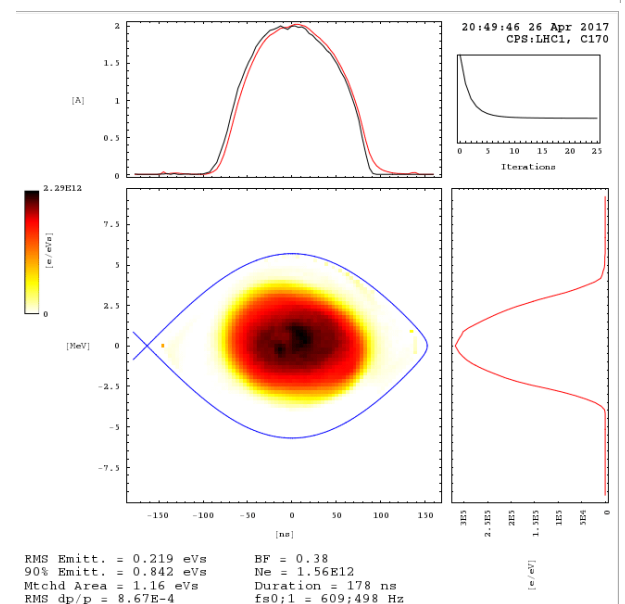 20:49:46 26 Apr 2017
CPS:LHC1, C170
2
1.5
[A]
1
0.5
0
0 5 10 15 20 25
Iterations
2.29E12
[e/eVs]
0
7.5
5
2.5
[MeV]
0
-2.5
-5
-7.5
-150 -100 -50 0 50 100 150
[ns]
3E5 2.5E5 2E5 1.5E5 1E5 5E4 0
[e/eV]
RMS Emitt. = 0.219 eVs BF = 0.38
90% Emitt. = 0.842 eVs Ne = 1.56E12
Mtchd Area = 1.16 eVs Duration = 178 ns
RMS dp/p = 8.67E-4 fs0;1 = 609;498 Hz